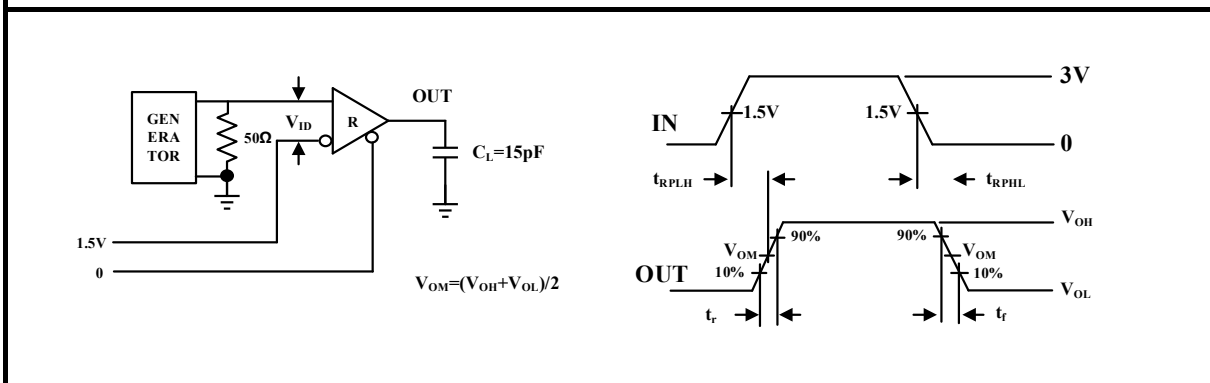 GEN
ERA
TOR
50Ω
V_ID
R
OUT
C_L=15pF
1.5V
0
V_OM=(V_OH+V_OL)/2
IN
1.5V
1.5V
3V
0
t_RPLH
t_RPHL
OUT
V_OM
90%
10%
90%
V_OM
10%
V_OH
V_OL
t_r
t_f